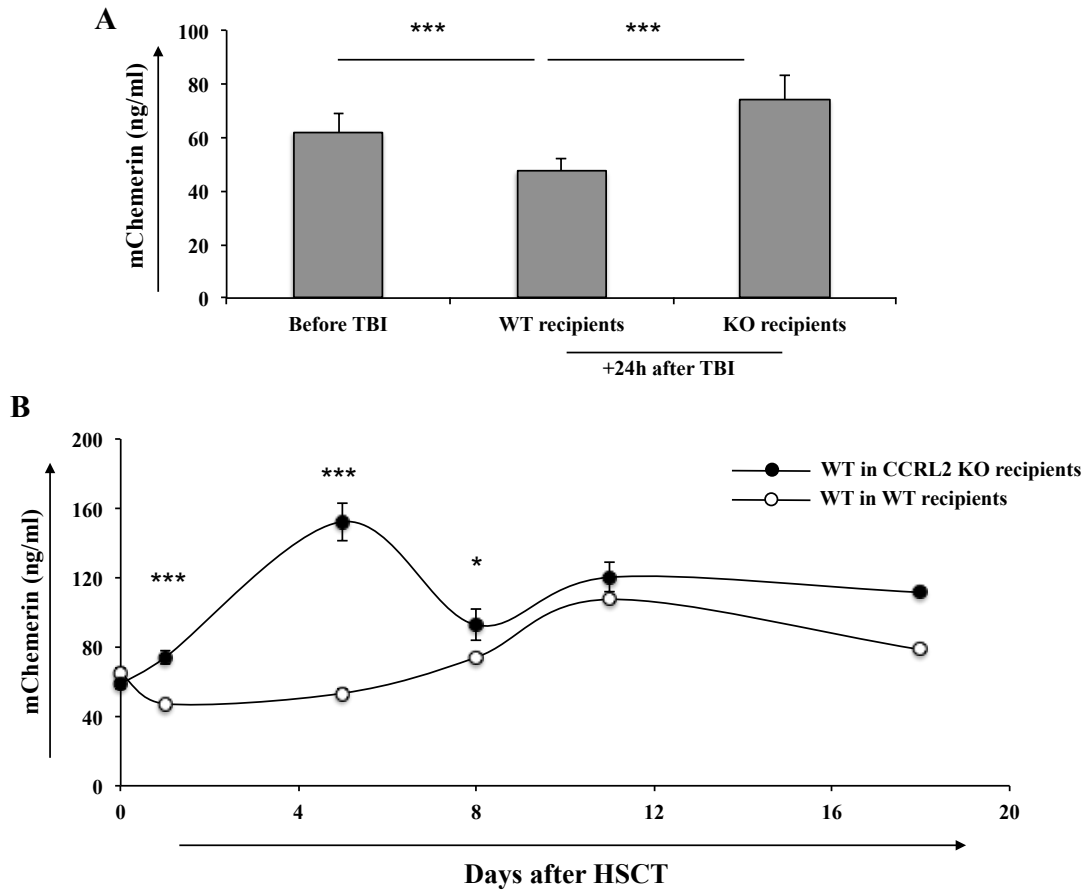 A
100
80
60
40
20
0
mChemerin (ng/ml)
*** ***
Before TBI WT recipients KO recipients
+24h after TBI
B
200
160
120
80
40
0
mChemerin (ng/ml)
***
***
*
WT in CCRL2 KO recipients
WT in WT recipients
0 4 8 12 16 20
Days after HSCT